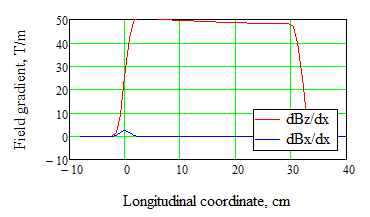 Field gradient, T/m
50
40
30
20
10
0
− 10
− 10 0 10 20 30 40
dBz/dx
dBx/dx
Longitudinal coordinate, cm